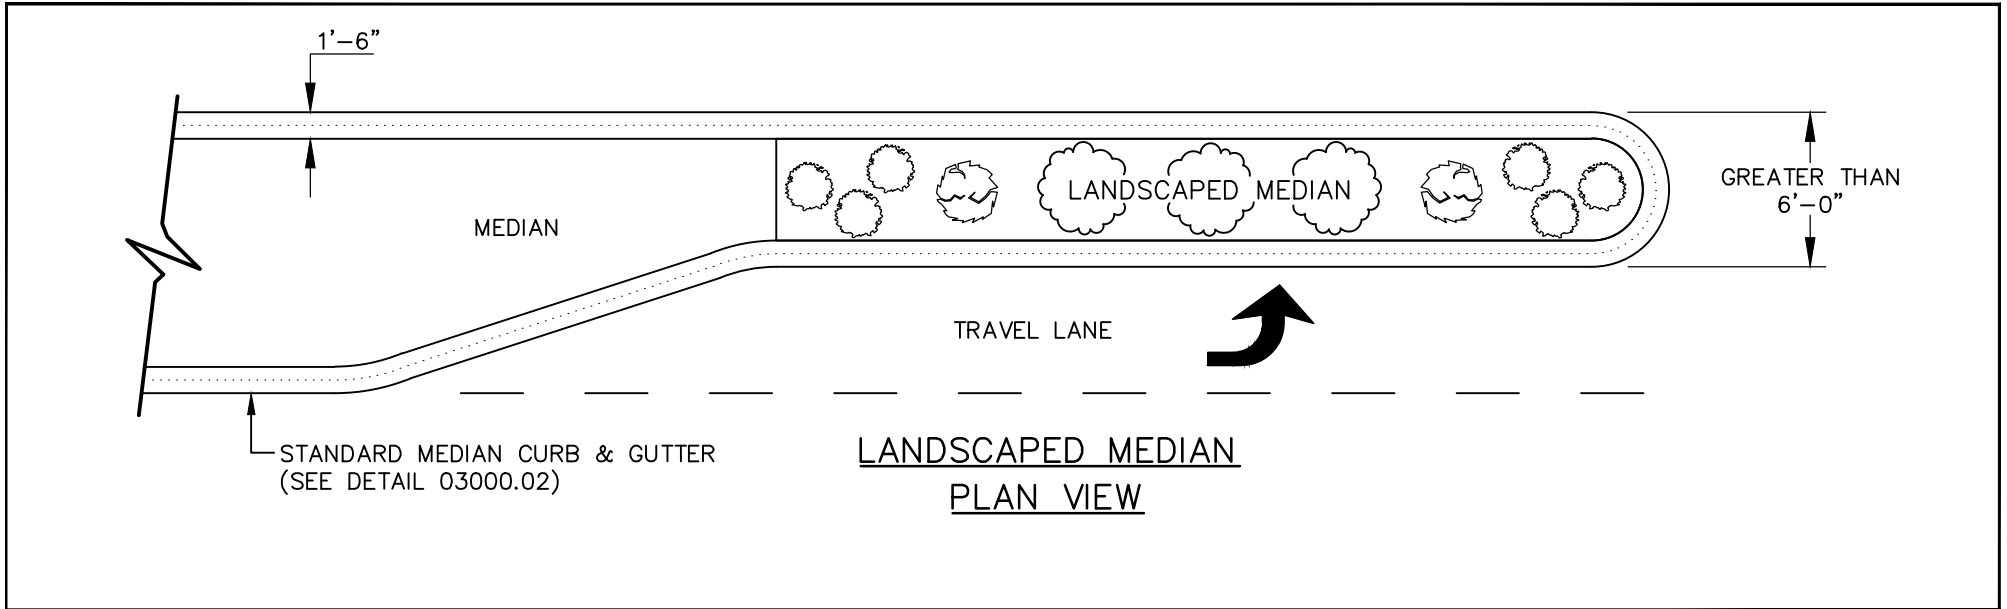 1'-6"
LANDSCAPED MEDIAN
GREATER THAN
6'-0"
MEDIAN
TRAVEL LANE
STANDARD MEDIAN CURB & GUTTER
(SEE DETAIL 03000.02)
LANDSCAPED MEDIAN
PLAN VIEW